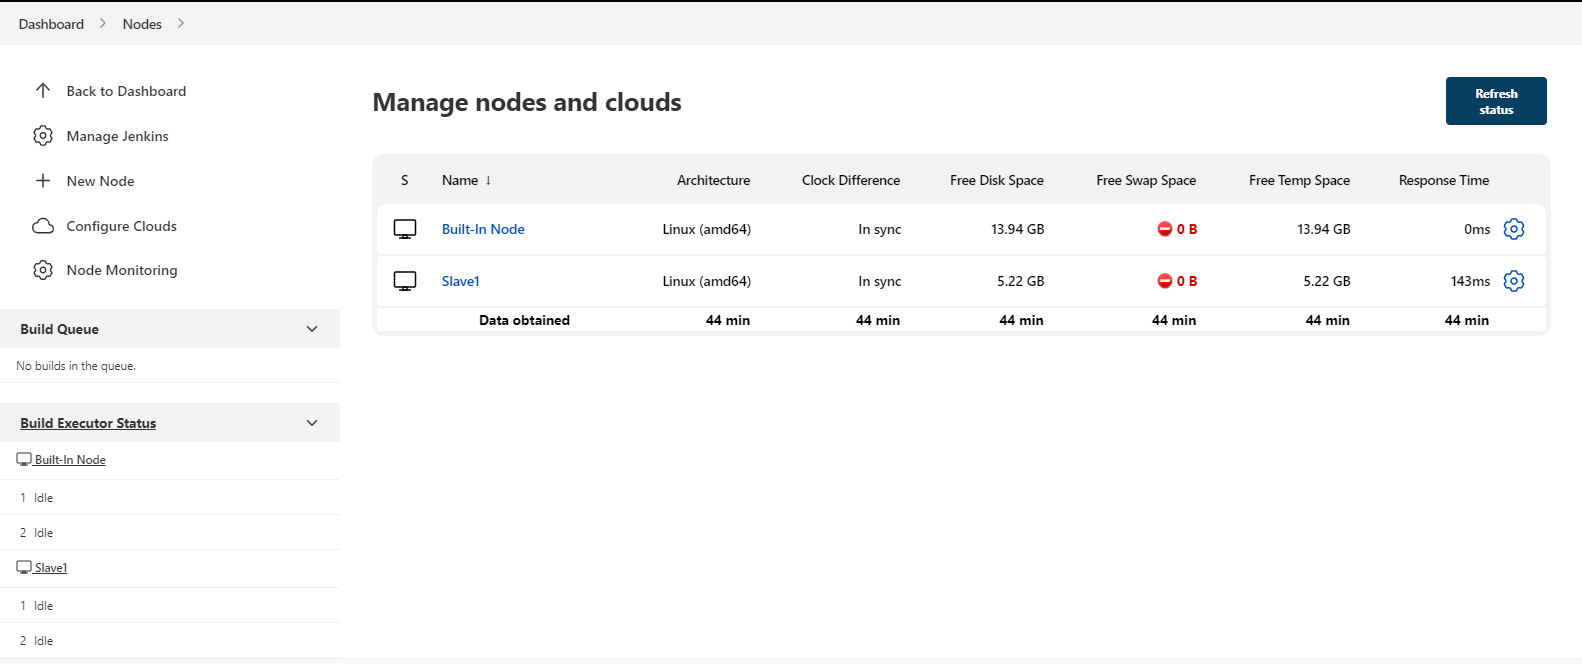 Dashboard > Nodes >
Back to Dashboard
Manage Jenkins
New Node
Configure Clouds
Node Monitoring
Build Queue
No builds in the queue.
Build Executor Status
Built-In Node
1 Idle
2 Idle
Slave1
1 Idle
2 Idle
Manage nodes and clouds
Refresh
status
S Name ↓ Architecture Clock Difference Free Disk Space Free Swap Space Free Temp Space Response Time
Built-In Node Linux (amd64) In sync 13.94 GB 0 B 13.94 GB 0ms
Slave1 Linux (amd64) In sync 5.22 GB 0 B 5.22 GB 143ms
Data obtained 44 min 44 min 44 min 44 min 44 min 44 min